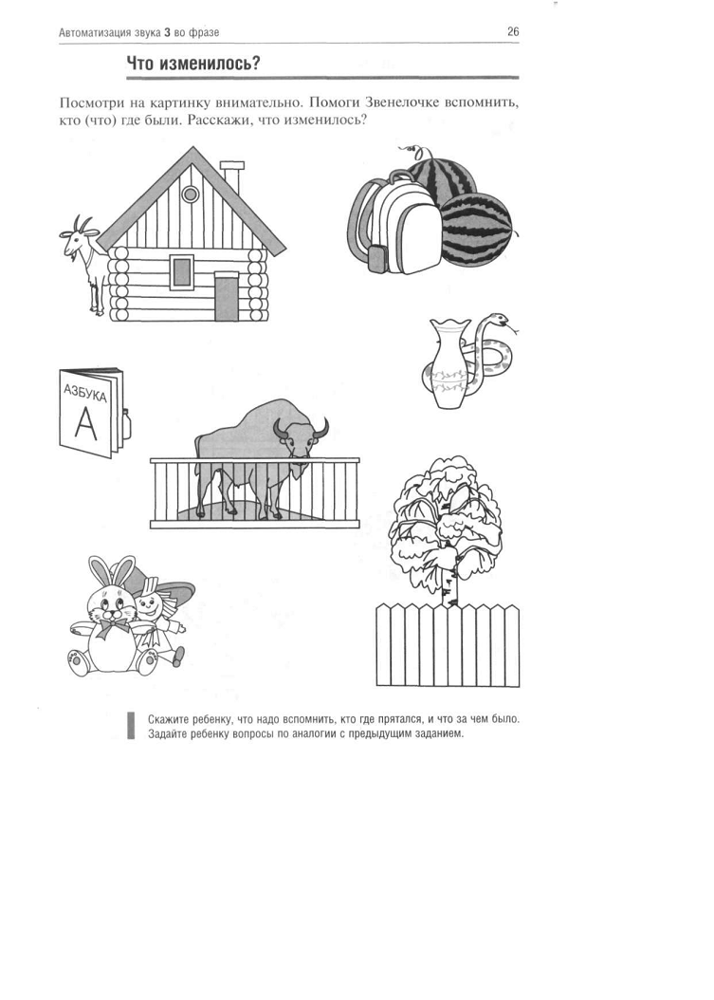 Автоматизация звука З во фразе 26
Что изменилось?
Посмотри на картинку внимательно. Помоги Звенелочке вспомнить,
кто (что) где были. Расскажи, что изменилось?
АЗБУКА
А
Скажите ребенку, что надо вспомнить, кто где прятался, и что за чем было.
Задайте ребенку вопросы по аналогии с предыдущим заданием.